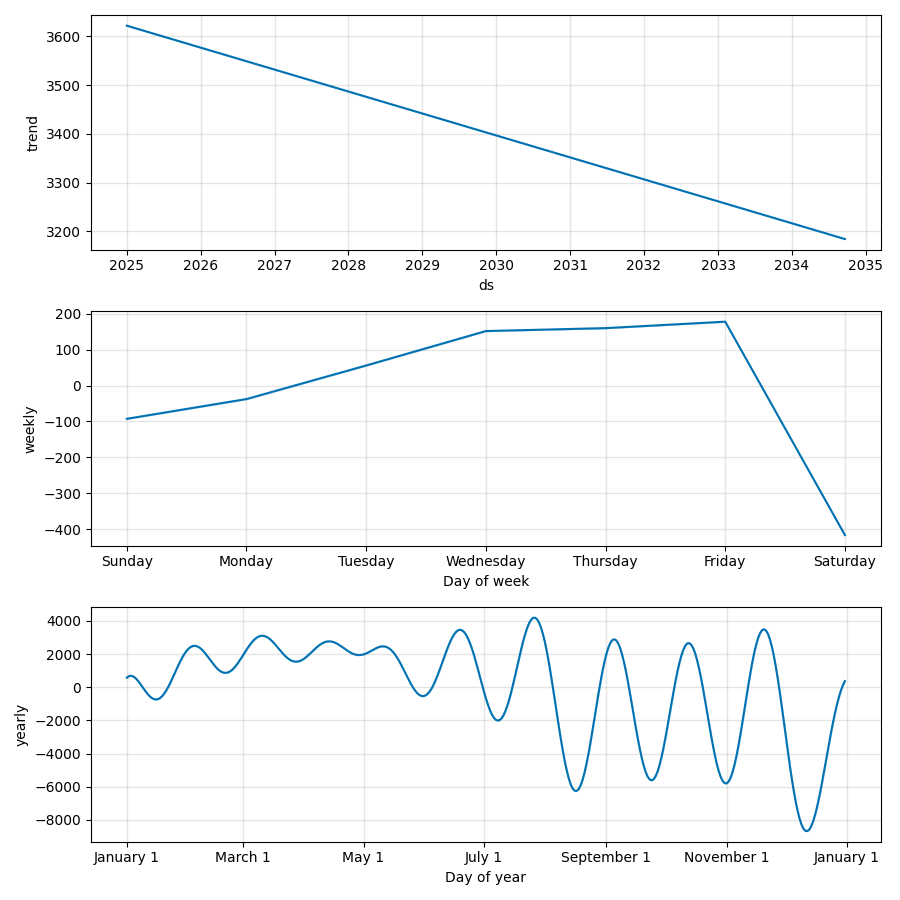 3600
3500
3400
3300
3200
trend
2025 2026 2027 2028 2029 2030 2031 2032 2033 2034 2035
ds
200
100
0
−100
−200
−300
−400
weekly
Sunday Monday Tuesday Wednesday Thursday Friday Saturday
Day of week
4000
2000
0
−2000
−4000
−6000
−8000
yearly
January 1 March 1 May 1 July 1 September 1 November 1 January 1
Day of year